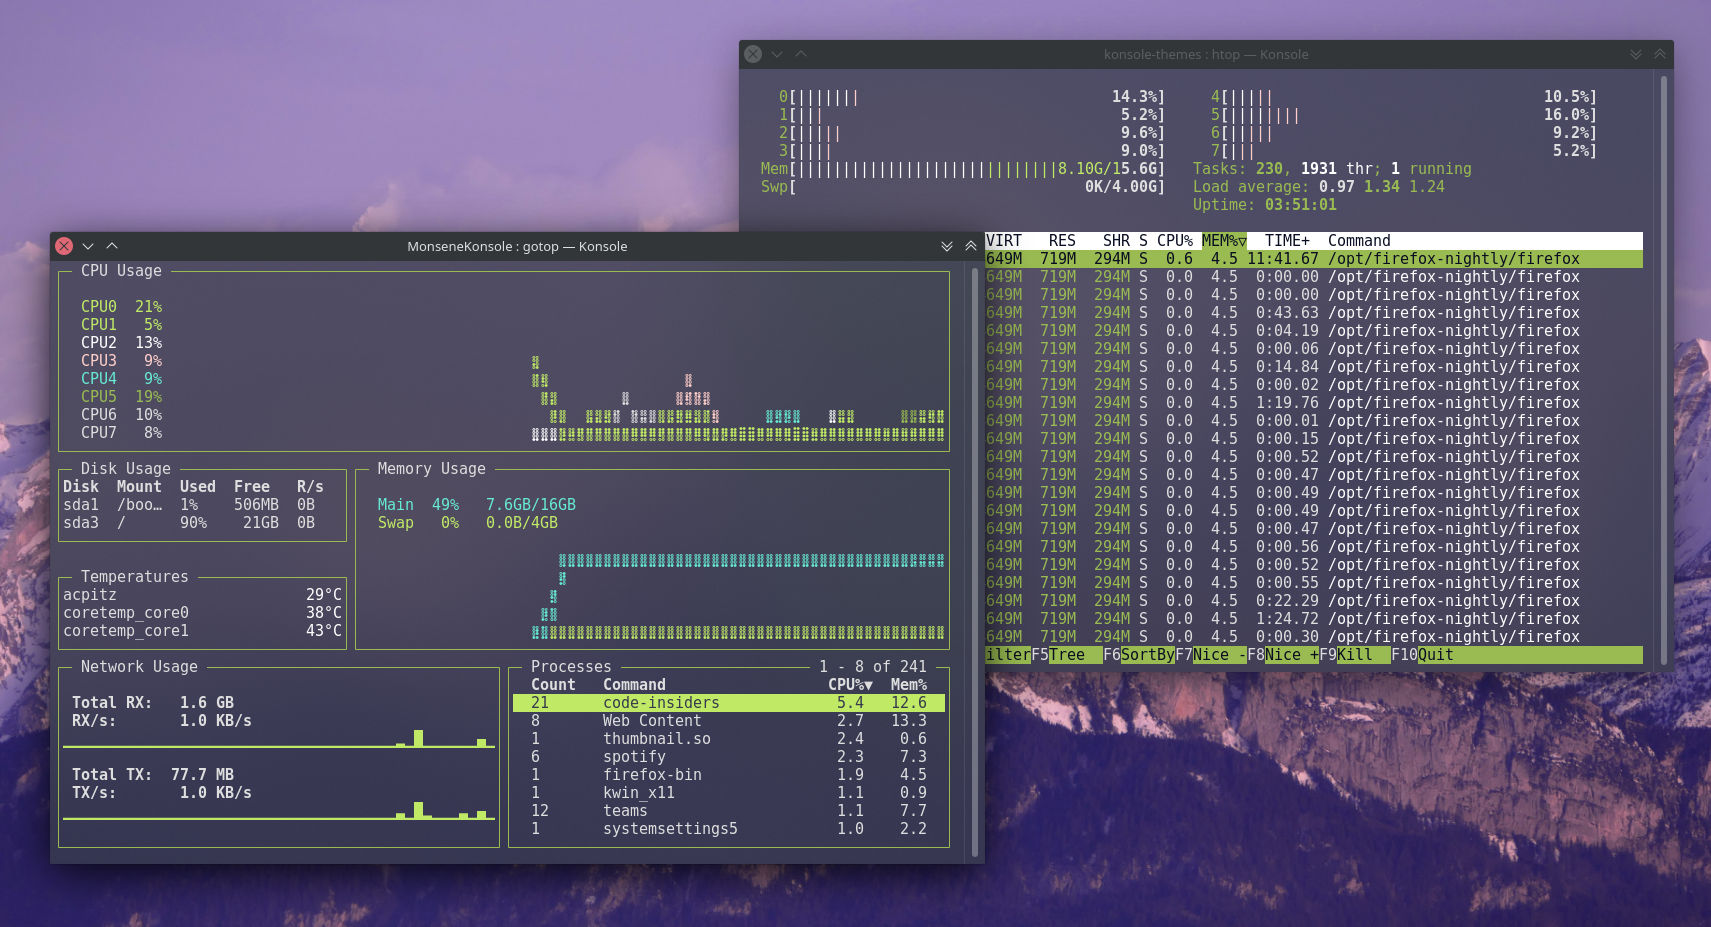 konsole-themes : htop — Konsole
0[||||||| 14.3%] 4[||||| 10.5%]
1[||| 5.2%] 5[|||||||| 16.0%]
2[||||| 9.6%] 6[||||| 9.2%]
3[|||| 9.0%] 7[||| 5.2%]
Mem[|||||||||||||||||||||||||||||8.10G/15.6G] Tasks: 230, 1931 thr; 1 running
Swp[ 0K/4.00G] Load average: 0.97 1.34 1.24
Uptime: 03:51:01
VIRT RES SHR S CPU% MEM%▽ TIME+ Command
649M 719M 294M S 0.6 4.5 11:41.67 /opt/firefox-nightly/firefox
649M 719M 294M S 0.0 4.5 0:00.00 /opt/firefox-nightly/firefox
649M 719M 294M S 0.0 4.5 0:00.00 /opt/firefox-nightly/firefox
649M 719M 294M S 0.0 4.5 0:43.63 /opt/firefox-nightly/firefox
649M 719M 294M S 0.0 4.5 0:04.19 /opt/firefox-nightly/firefox
649M 719M 294M S 0.0 4.5 0:00.06 /opt/firefox-nightly/firefox
649M 719M 294M S 0.0 4.5 0:14.84 /opt/firefox-nightly/firefox
649M 719M 294M S 0.0 4.5 0:00.02 /opt/firefox-nightly/firefox
649M 719M 294M S 0.0 4.5 1:19.76 /opt/firefox-nightly/firefox
649M 719M 294M S 0.0 4.5 0:00.01 /opt/firefox-nightly/firefox
649M 719M 294M S 0.0 4.5 0:00.15 /opt/firefox-nightly/firefox
649M 719M 294M S 0.0 4.5 0:00.52 /opt/firefox-nightly/firefox
649M 719M 294M S 0.0 4.5 0:00.47 /opt/firefox-nightly/firefox
649M 719M 294M S 0.0 4.5 0:00.49 /opt/firefox-nightly/firefox
649M 719M 294M S 0.0 4.5 0:00.49 /opt/firefox-nightly/firefox
649M 719M 294M S 0.0 4.5 0:00.47 /opt/firefox-nightly/firefox
649M 719M 294M S 0.0 4.5 0:00.56 /opt/firefox-nightly/firefox
649M 719M 294M S 0.0 4.5 0:00.52 /opt/firefox-nightly/firefox
649M 719M 294M S 0.0 4.5 0:00.55 /opt/firefox-nightly/firefox
649M 719M 294M S 0.0 4.5 0:22.29 /opt/firefox-nightly/firefox
649M 719M 294M S 0.0 4.5 1:24.72 /opt/firefox-nightly/firefox
649M 719M 294M S 0.0 4.5 0:00.30 /opt/firefox-nightly/firefox
ilterF5Tree F6SortByF7Nice -F8Nice +F9Kill F10Quit
MonseneKonsole : gotop — Konsole
CPU Usage
CPU0 21%
CPU1 5%
CPU2 13%
CPU3 9%
CPU4 9%
CPU5 19%
CPU6 10%
CPU7 8%
Disk Usage
Disk Mount Used Free R/s
sda1 /boo… 1% 506MB 0B
sda3 / 90% 21GB 0B
Memory Usage
Main 49% 7.6GB/16GB
Swap 0% 0.0B/4GB
Temperatures
acpitz 29°C
coretemp_core0 38°C
coretemp_core1 43°C
Network Usage
Total RX: 1.6 GB
RX/s: 1.0 KB/s
Total TX: 77.7 MB
TX/s: 1.0 KB/s
Processes 1 - 8 of 241
Count Command CPU%▼ Mem%
21 code-insiders 5.4 12.6
8 Web Content 2.7 13.3
1 thumbnail.so 2.4 0.6
6 spotify 2.3 7.3
1 firefox-bin 1.9 4.5
1 kwin_x11 1.1 0.9
12 teams 1.1 7.7
1 systemsettings5 1.0 2.2